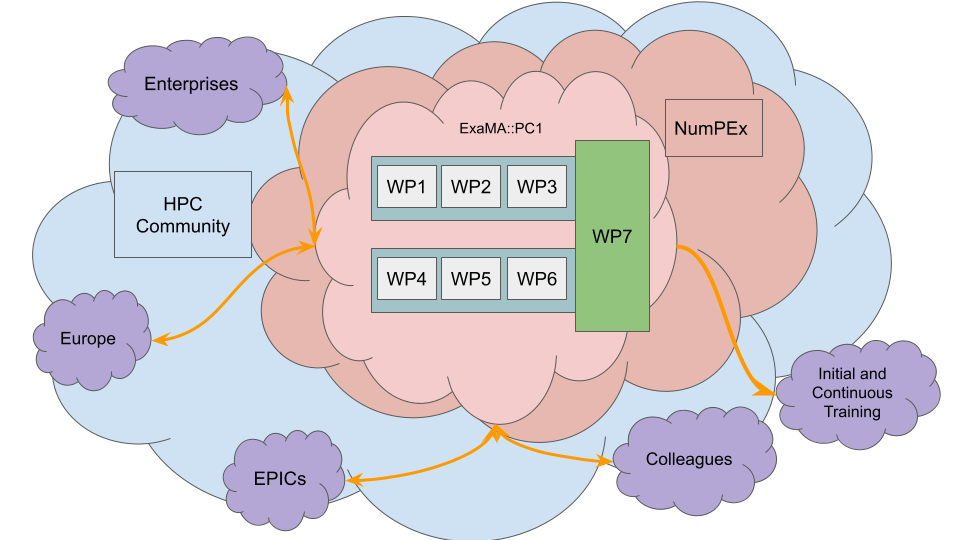 Enterprises
ExaMA::PC1
NumPEx
WP1 WP2 WP3
HPC
Community
WP7
WP4 WP5 WP6
Europe
Initial and
Continuous
Training
Colleagues
EPICs